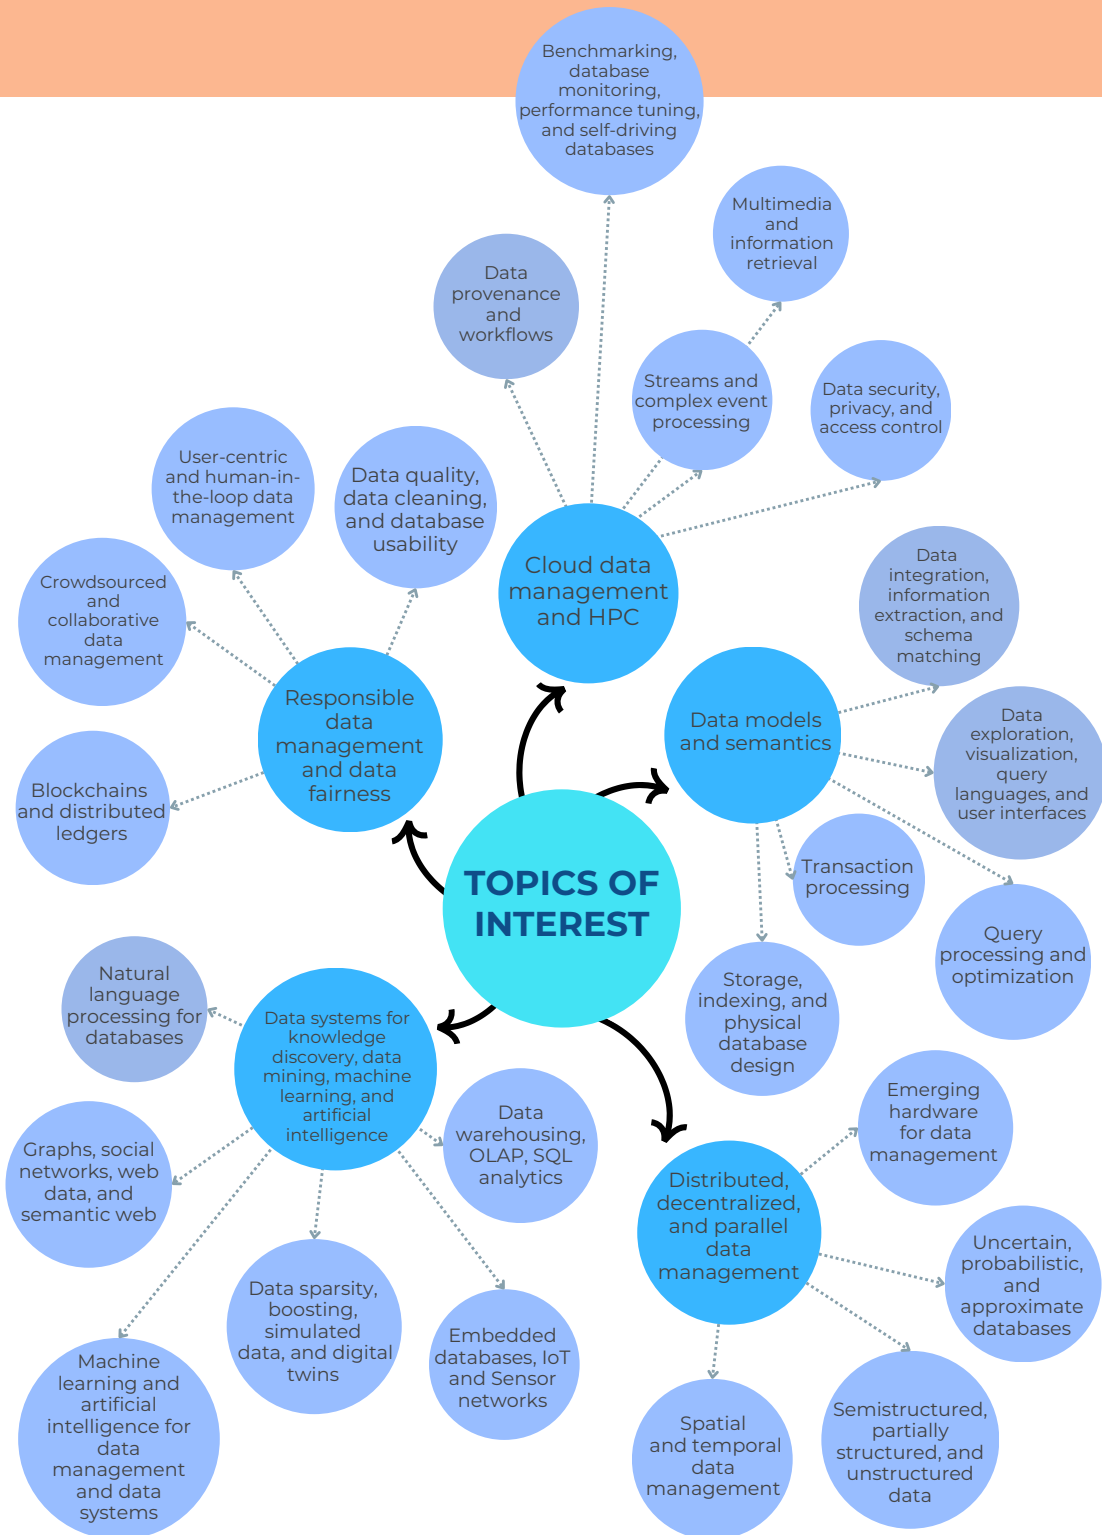 Benchmarking,
database
monitoring,
performance tuning,
and self-driving
databases
Multimedia
and
information
retrieval
Data
provenance
and
workflows
Streams and
complex event
processing
Data security,
privacy, and
access control
User-centric
and human-in-
the-loop data
management
Data quality,
data cleaning,
and database
usability
Cloud data
management
and HPC
Crowdsourced
and
collaborative
data
management
Data
integration,
information
extraction, and
schema
matching
Responsible
data
management
and data
fairness
Data models
and semantics
Data
exploration,
visualization,
query
languages, and
user interfaces
Blockchains
and distributed
ledgers
Transaction
processing
TOPICS OF
INTEREST
Query
processing and
optimization
Natural
language
processing for
databases
Data systems for
knowledge
discovery, data
mining, machine
learning, and
artificial
intelligence
Storage,
indexing, and
physical
database
design
Emerging
hardware
for data
management
Data
warehousing,
OLAP, SQL
analytics
Graphs, social
networks, web
data, and
semantic web
Distributed,
decentralized,
and parallel
data
management
Uncertain,
probabilistic,
and
approximate
databases
Data sparsity,
boosting,
simulated
data, and digital
twins
Embedded
databases, IoT
and Sensor
networks
Machine
learning and
artificial
intelligence for
data
management
and data
systems
Spatial
and temporal
data
management
Semistructured,
partially
structured, and
unstructured
data